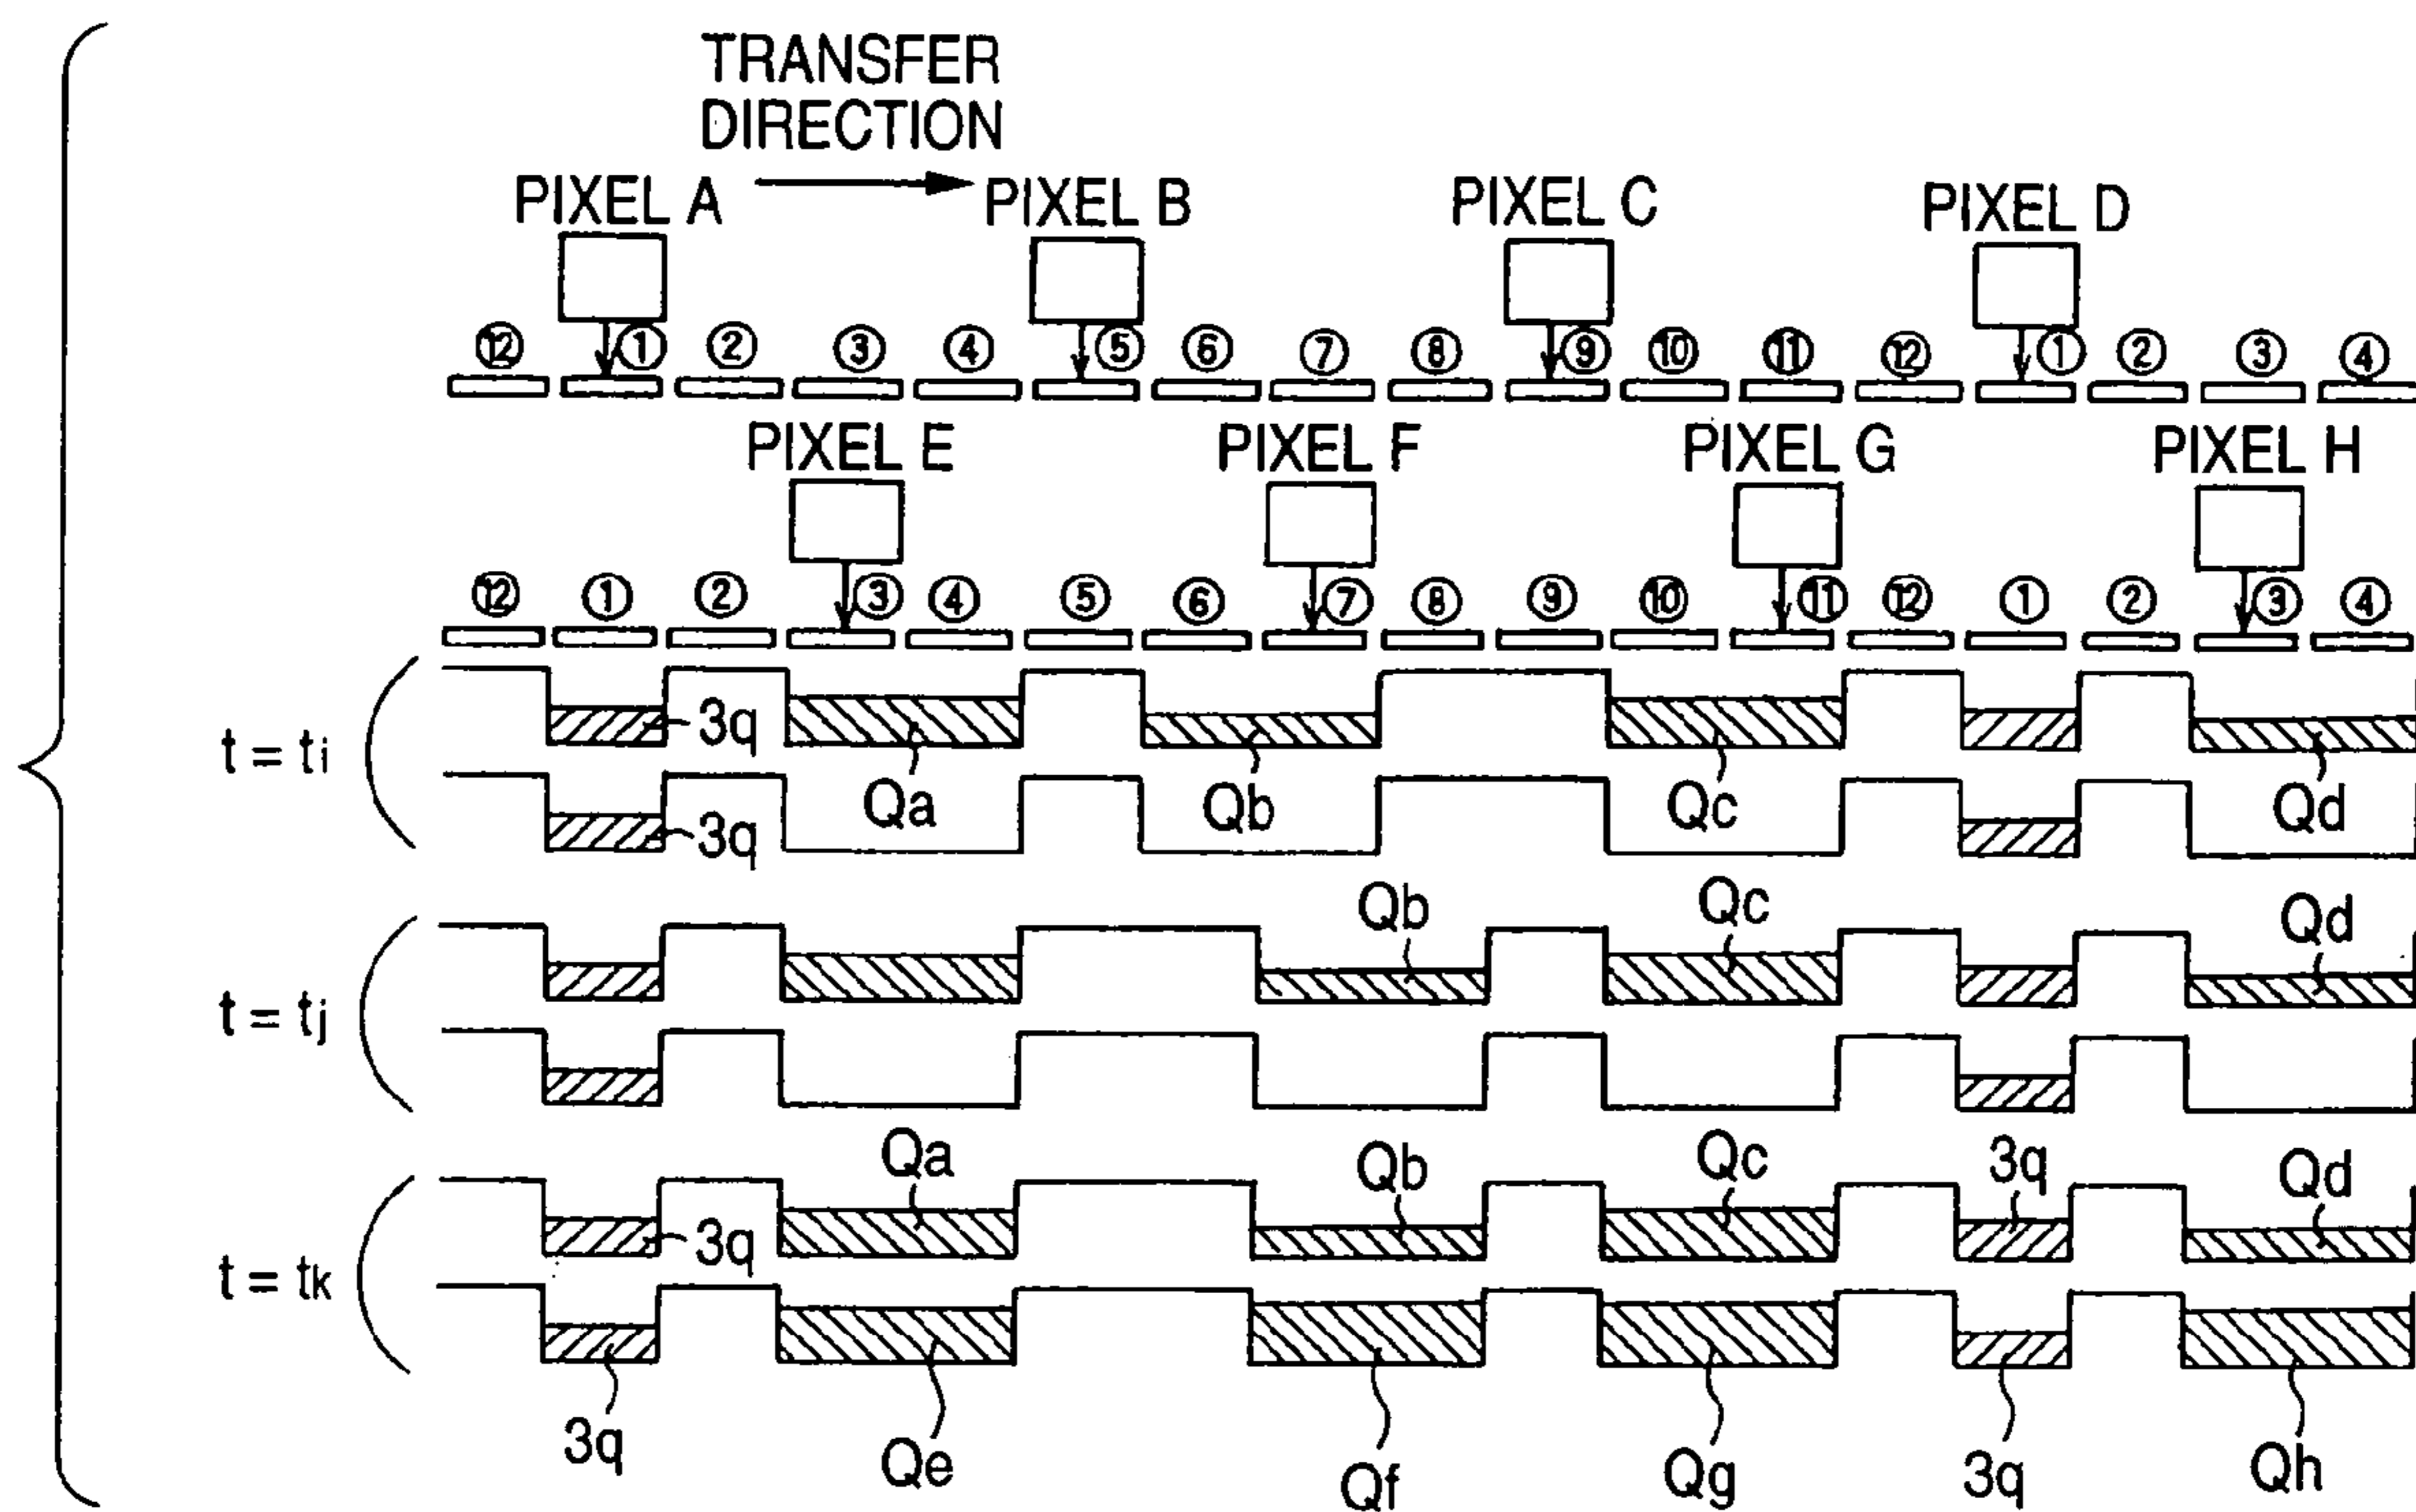 TRANSFER
DIRECTION
PIXEL A PIXEL B PIXEL C PIXEL D
⑫ ① ② ③ ④ ⑤ ⑥ ⑦ ⑧ ⑨ ⑩ ⑪ ⑫ ① ② ③ ④
PIXEL E PIXEL F PIXEL G PIXEL H
⑫ ① ② ③ ④ ⑤ ⑥ ⑦ ⑧ ⑨ ⑩ ⑪ ⑫ ① ② ③ ④
t = ti
3q
Qa Qb Qc Qd
3q
t = tj
Qb Qc Qd
t = tk
Qa Qb Qc 3q Qd
3q
3q Qe Qf Qg 3q Qh